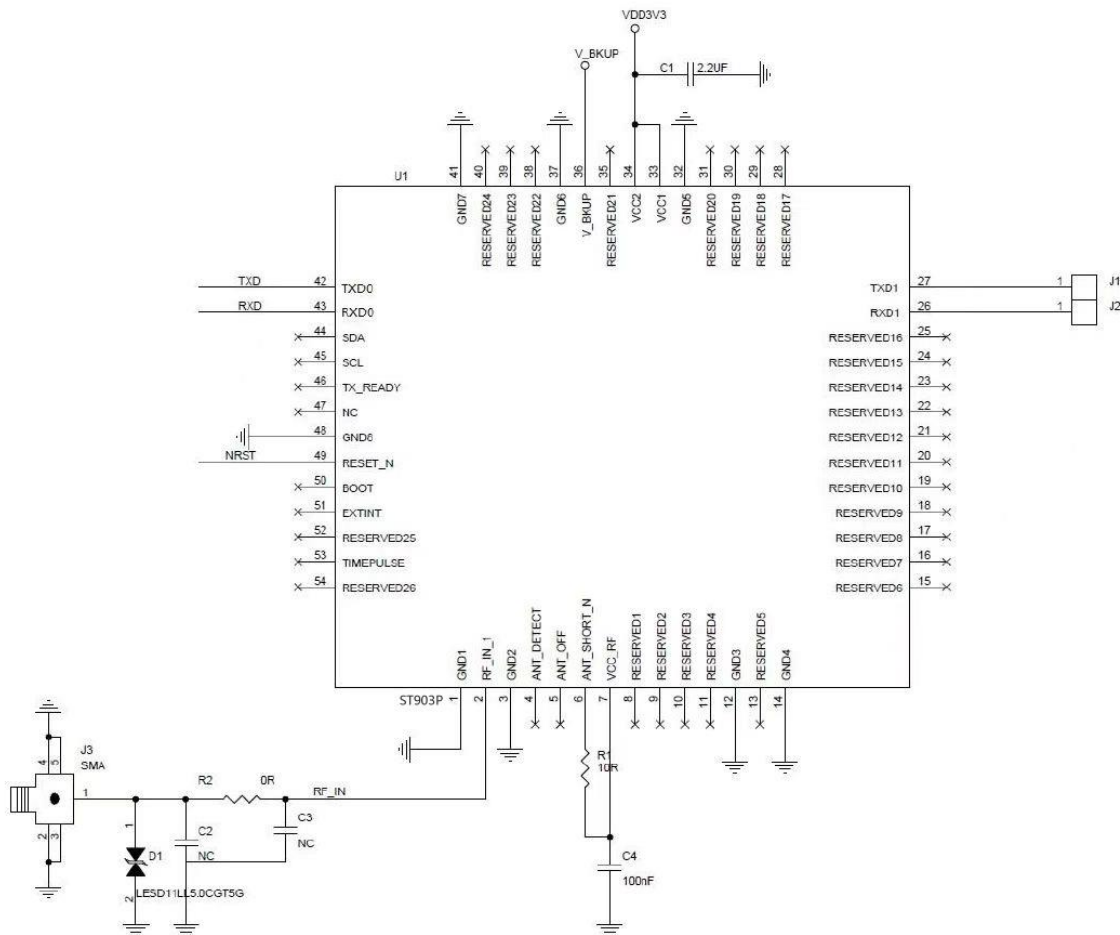 VDD3V3
V_BKUP
C1 2.2UF
U1
41 40 39 38 37 36 35 34 33 32 31 30 29 28
GND7 RESERVED24 RESERVED23 RESERVED22 GND6 V_BKUP RESERVED21 VCC2 VCC1 GND5 RESERVED20 RESERVED19 RESERVED18 RESERVED17
TXD 42 TXD0 TXD1 27 1 J1
RXD 43 RXD0 RXD1 26 1 J2
44 SDA RESERVED16 25
45 SCL RESERVED15 24
46 TX_READY RESERVED14 23
47 NC RESERVED13 22
48 GND8 RESERVED12 21
NRST 49 RESET_N RESERVED11 20
50 BOOT RESERVED10 19
51 EXTINT RESERVED9 18
52 RESERVED25 RESERVED8 17
53 TIMEPULSE RESERVED7 16
54 RESERVED26 RESERVED6 15
GND1 RF_IN_1 GND2 ANT_DETECT ANT_OFF ANT_SHORT_N VCC_RF RESERVED1 RESERVED2 RESERVED3 RESERVED4 GND3 RESERVED5 GND4
ST903P 1 2 3 4 5 6 7 8 9 10 11 12 13 14
J3
SMA
4 5
R1
10R
R2 0R
1
RF_IN
2 3
C3
NC
C2
NC
1
D1
2
LESD11LL5.0CGT5G
C4
100nF